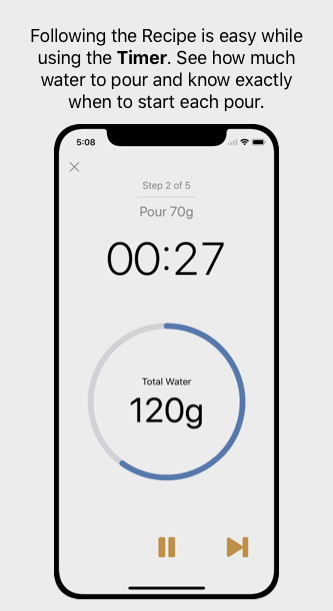 Following the Recipe is easy while
using the Timer. See how much
water to pour and know exactly
when to start each pour.
5:08
Step 2 of 5
Pour 70g
00:27
Total Water
120g